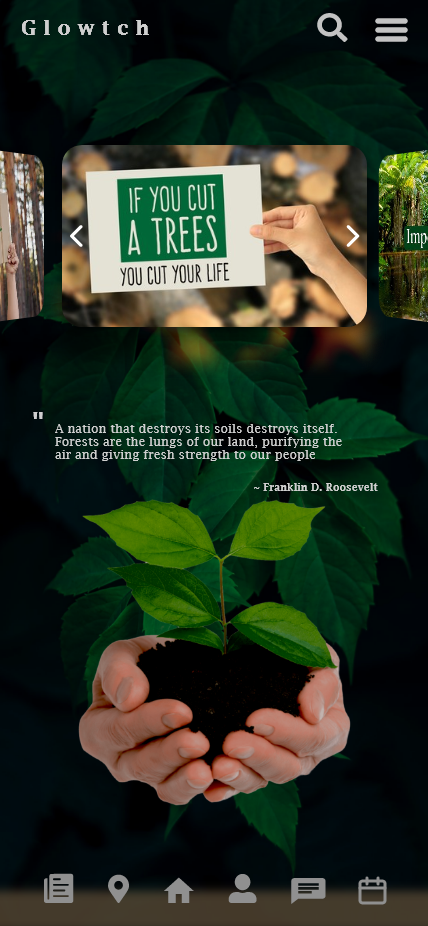 Glowtch
IF YOU CUT
A TREES
YOU CUT YOUR LIFE
"
A nation that destroys its soils destroys itself.
Forests are the lungs of our land, purifying the
air and giving fresh strength to our people
~ Franklin D. Roosevelt